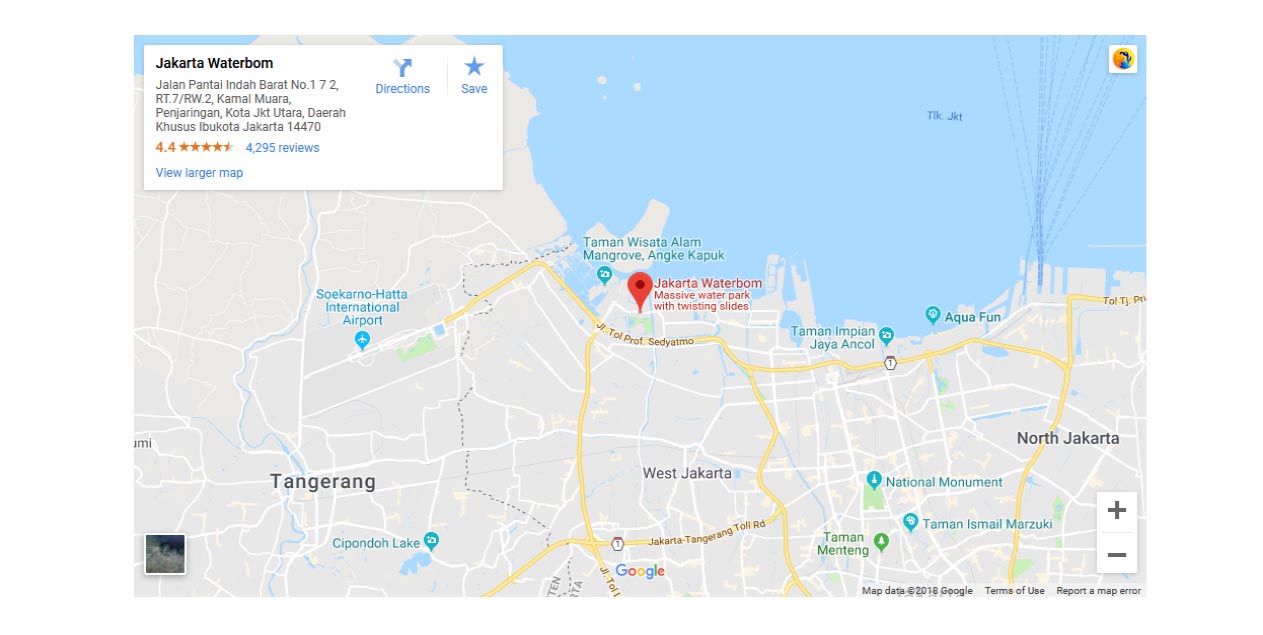 Jakarta Waterbom
Jalan Pantai Indah Barat No.1 7 2,
RT.7/RW.2, Kamal Muara,
Penjaringan, Kota Jkt Utara, Daerah
Khusus Ibukota Jakarta 14470
4.4
4,295 reviews
View larger map
Directions
Save
Tlk. Jkt
Taman Wisata Alam
Mangrove, Angke Kapuk
Jakarta Waterbom
Massive water park
with twisting slides
Soekarno-Hatta
International
Airport
Jl. Tol Prof. Sedyatmo
Taman Impian
Jaya Ancol
Aqua Fun
Tol Tj. Pri
1
umi
Tangerang
West Jakarta
North Jakarta
National Monument
Taman Ismail Marzuki
Taman
Menteng
Cipondoh Lake
1
Jakarta-Tangerang Toll Rd
Google
Jl. Tol
TEN
Map data ©2018 Google
Terms of Use
Report a map error